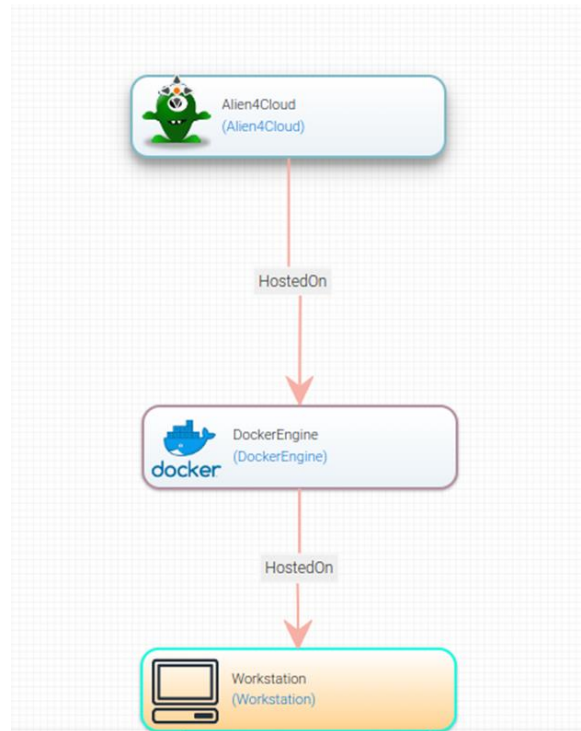 Alien4Cloud
(Alien4Cloud)
HostedOn
DockerEngine
(DockerEngine)
docker
HostedOn
Workstation
(Workstation)